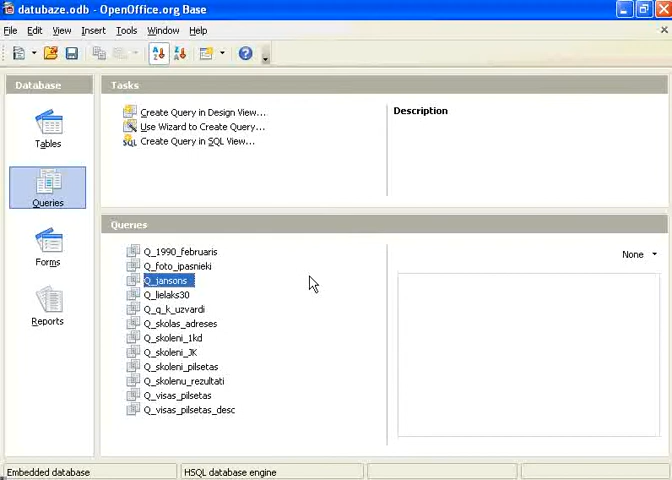 datubaze.odb - OpenOffice.org Base
File Edit View Insert Tools Window Help
Database
Tables
Queries
Forms
Reports
Tasks
Create Query in Design View...
Use Wizard to Create Query...
SQL Create Query in SQL View...
Description
Queries
Q_1990_februaris
Q_foto_ipasnieki
Q_jansons
Q_lielaks30
Q_q_k_uzvardi
Q_skolas_adreses
Q_skoleni_1kd
Q_skoleni_JK
Q_skoleni_pilsetas
Q_skolenu_rezultati
Q_visas_pilsetas
Q_visas_pilsetas_desc
None
Embedded database HSQL database engine